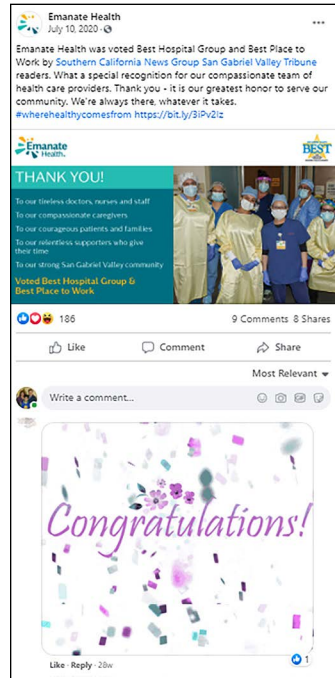 Emanate Health
July 10, 2020 ·
Emanate Health was voted Best Hospital Group and Best Place to
Work by Southern California News Group San Gabriel Valley Tribune
readers. What a special recognition for our compassionate team of
health care providers. Thank you - it is our greatest honor to serve our
community. We're always there, whatever it takes.
#wherehealthycomesfrom https://bit.ly/3iPv2lz
Emanate
Health
BEST
THANK YOU!
To our tireless doctors, nurses and staff
To our compassionate caregivers
To our courageous patients and families
To our relentless supporters who give
their time
To our strong San Gabriel Valley community
Voted Best Hospital Group &
Best Place to Work
186
9 Comments 8 Shares
Like
Comment
Share
Most Relevant
Write a comment...
GIF
Congratulations!
Like · Reply · 28w
1